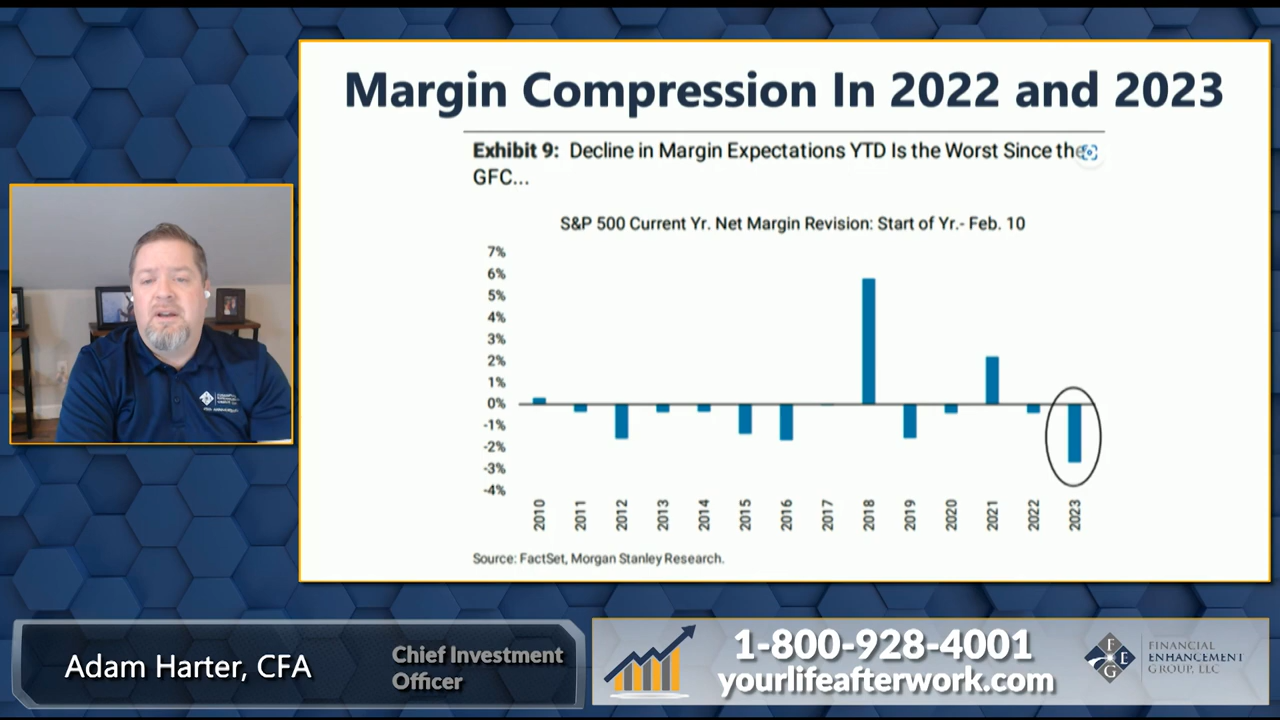 Margin Compression In 2022 and 2023
Exhibit 9: Decline in Margin Expectations YTD Is the Worst Since the
GFC...
S&P 500 Current Yr. Net Margin Revision: Start of Yr.- Feb. 10
7%
6%
5%
4%
3%
2%
1%
0%
-1%
-2%
-3%
-4%
2010 2011 2012 2013 2014 2015 2016 2017 2018 2019 2020 2021 2022 2023
Source: FactSet, Morgan Stanley Research.
Adam Harter, CFA
Chief Investment
Officer
1-800-928-4001
yourlifeafterwork.com
F
E
G
FINANCIAL
ENHANCEMENT
GROUP, LLC